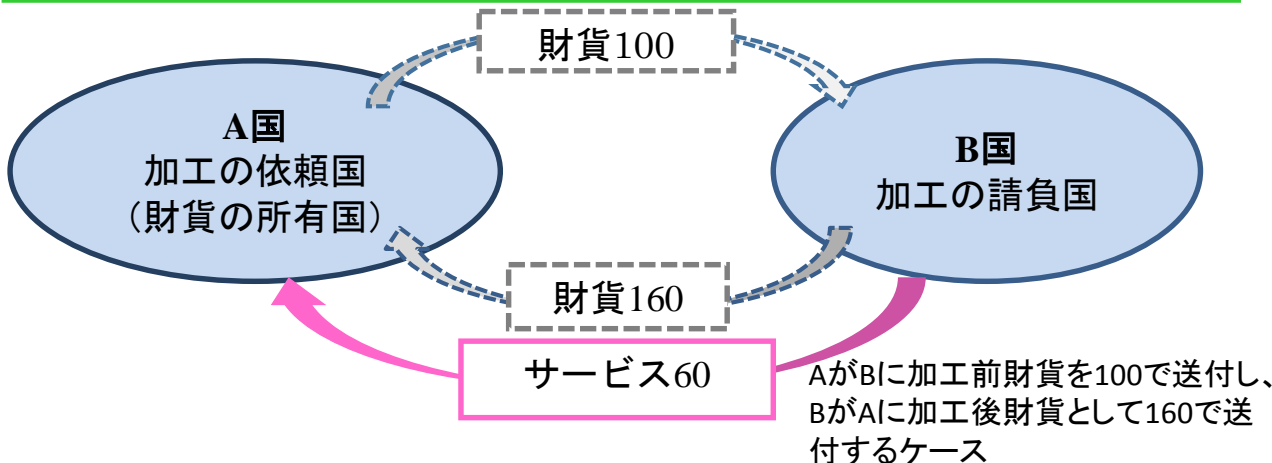 財貨100
A国
加工の依頼国
（財貨の所有国）
B国
加工の請負国
財貨160
サービス60
AがBに加工前財貨を100で送付し、
BがAに加工後財貨として160で送
付するケース